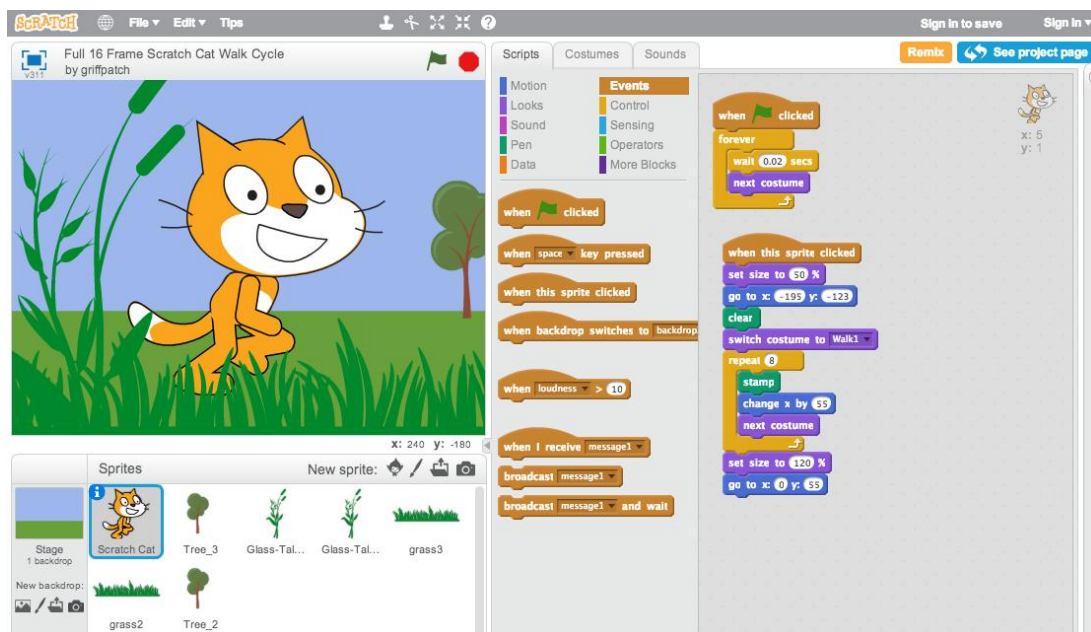 SCRATCH File ▾ Edit ▾ Tips Sign in to save Sign in ▾
Full 16 Frame Scratch Cat Walk Cycle
by griffpatch
v311
Scripts Costumes Sounds
Remix See project page
Motion Events
Looks Control
Sound Sensing
Pen Operators
Data More Blocks
when clicked
when space key pressed
when this sprite clicked
when backdrop switches to backdrop
when loudness > 10
when I receive message1
broadcast message1
broadcast message1 and wait
when clicked
forever
wait 0.02 secs
next costume
x: 5
y: 1
when this sprite clicked
set size to 50 %
go to x: -195 y: -123
clear
switch costume to Walk1
repeat 8
stamp
change x by 55
next costume
set size to 120 %
go to x: 0 y: 55
x: 240 y: -180
Sprites New sprite:
Stage
1 backdrop
New backdrop:
Scratch Cat
Tree_3
Glass-Tal...
Glass-Tal...
grass3
grass2
Tree_2